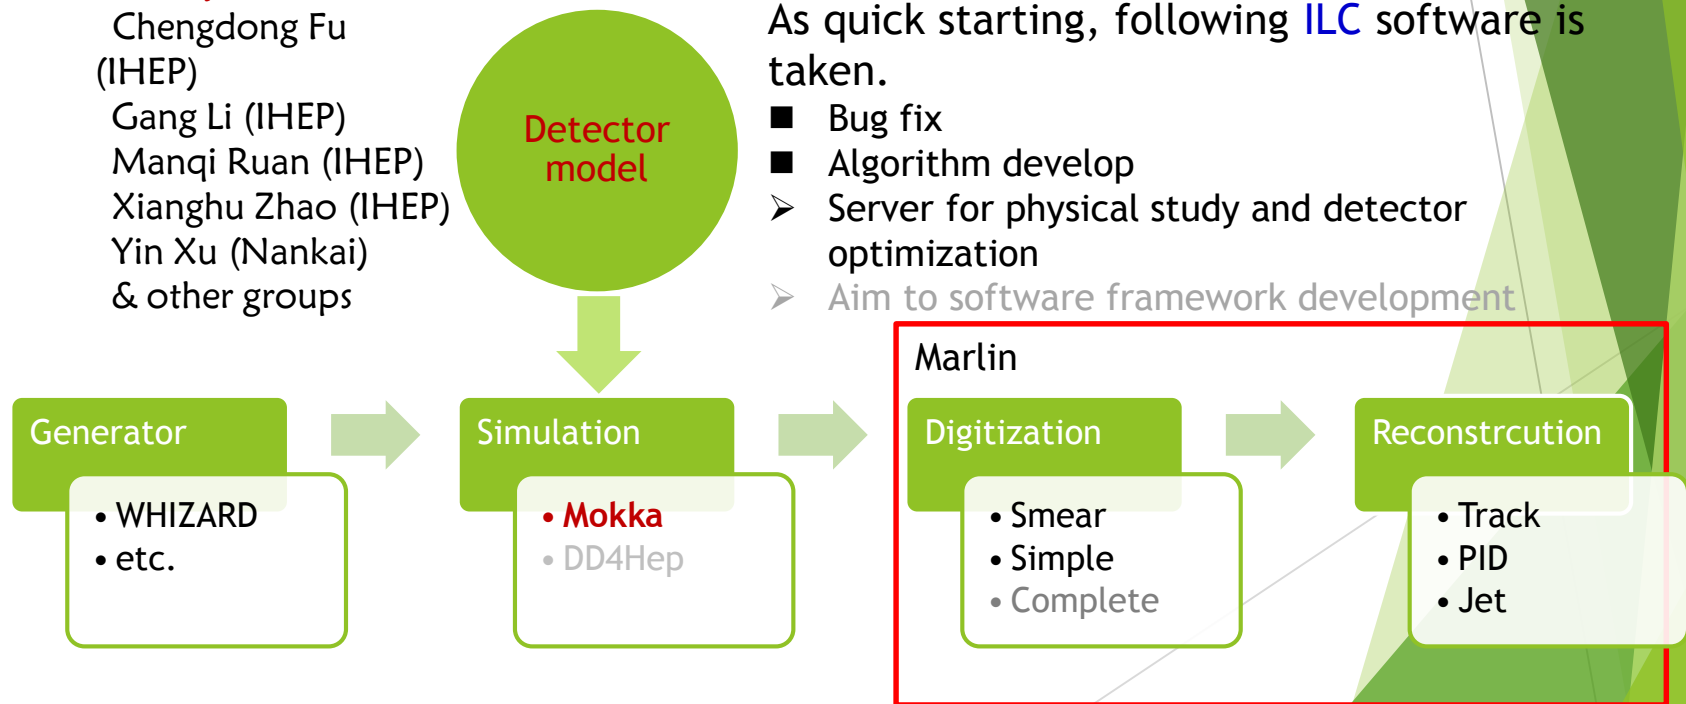 Chengdong Fu
(IHEP)
Gang Li (IHEP)
Manqi Ruan (IHEP)
Xianghu Zhao (IHEP)
Yin Xu (Nankai)
& other groups
Detector
model
As quick starting, following ILC software is
taken.
■ Bug fix
■ Algorithm develop
➢ Server for physical study and detector
optimization
➢ Aim to software framework development
Marlin
Generator
• WHIZARD
• etc.
Simulation
• Mokka
• DD4Hep
Digitization
• Smear
• Simple
• Complete
Reconstrcution
• Track
• PID
• Jet